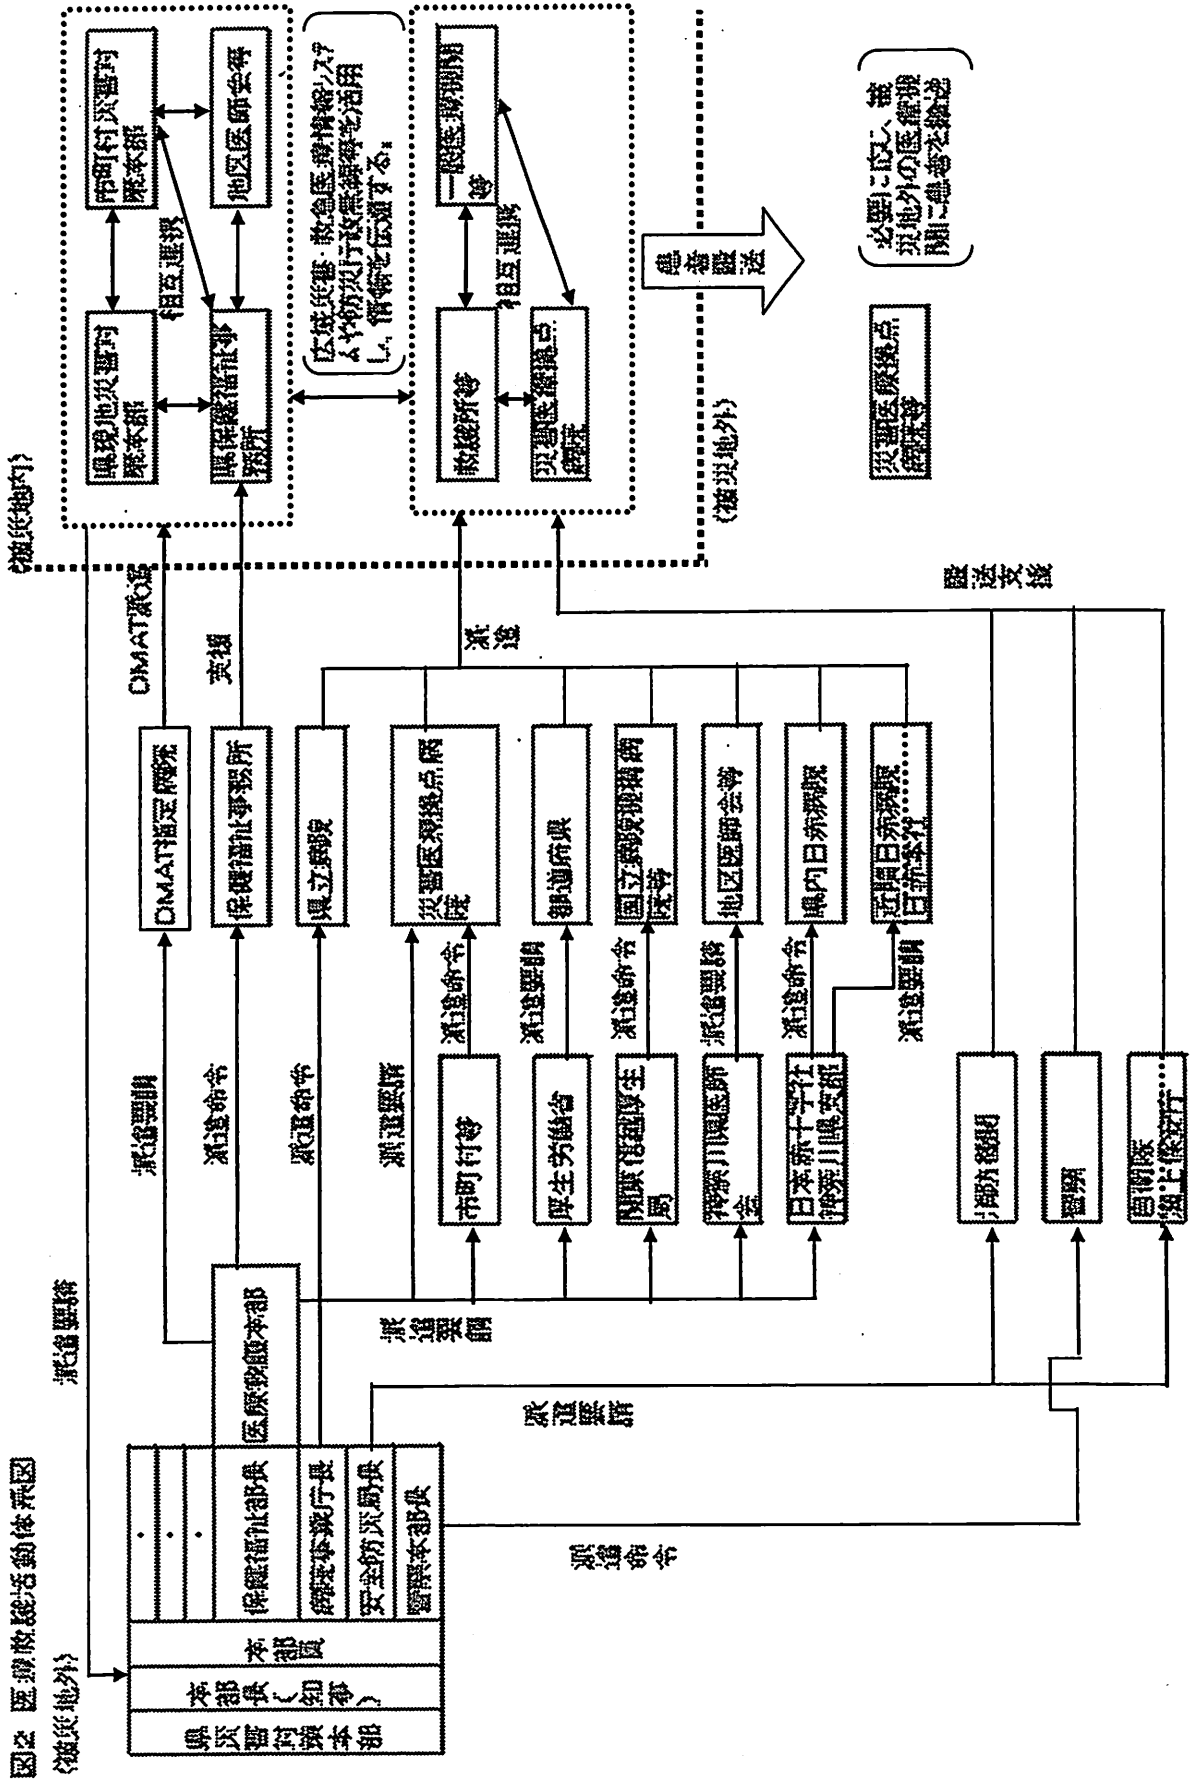 図2 医療救護活動体系図
(被災地外)
(被災地内)
派遣要請
県災害対策本部
本部長(知事)
本部員
・
・
・
保健福祉部長
病院事業庁長
安全防災局長
警察本部長
医療救護本部
派遣要請
DMAT指定病院
DMAT派遣
派遣命令
保健福祉事務所
支援
派遣命令
県立病院
派遣要請
派遣要請
災害医療拠点病
院
市町村等
派遣命令
厚生労働省
派遣要請
都道府県
関東信越厚生
局
派遣命令
国立病院機構病
院等
神奈川県医師
会
派遣要請
地区医師会等
日本赤十字社
神奈川県支部
派遣命令
県内日赤病院
派遣要請
近隣日赤病院
日赤本社
派遣
派遣要請
派遣命令
消防機関
警察
自衛隊
海上保安庁
搬送支援
県現地災害対
策本部
市町村災害対
策本部
相互連携
県保健福祉事
務所
地区医師会等
広域災害・救急医療情報システ
ムや防災行政無線等を活用
し、情報を伝達する。
救護所等
一般医療機関
等
相互連携
災害医療拠点
病院
(被災地外)
患者搬送
災害医療拠点
病院等
必要に応じ、被
災地外の医療機
関に患者を搬送